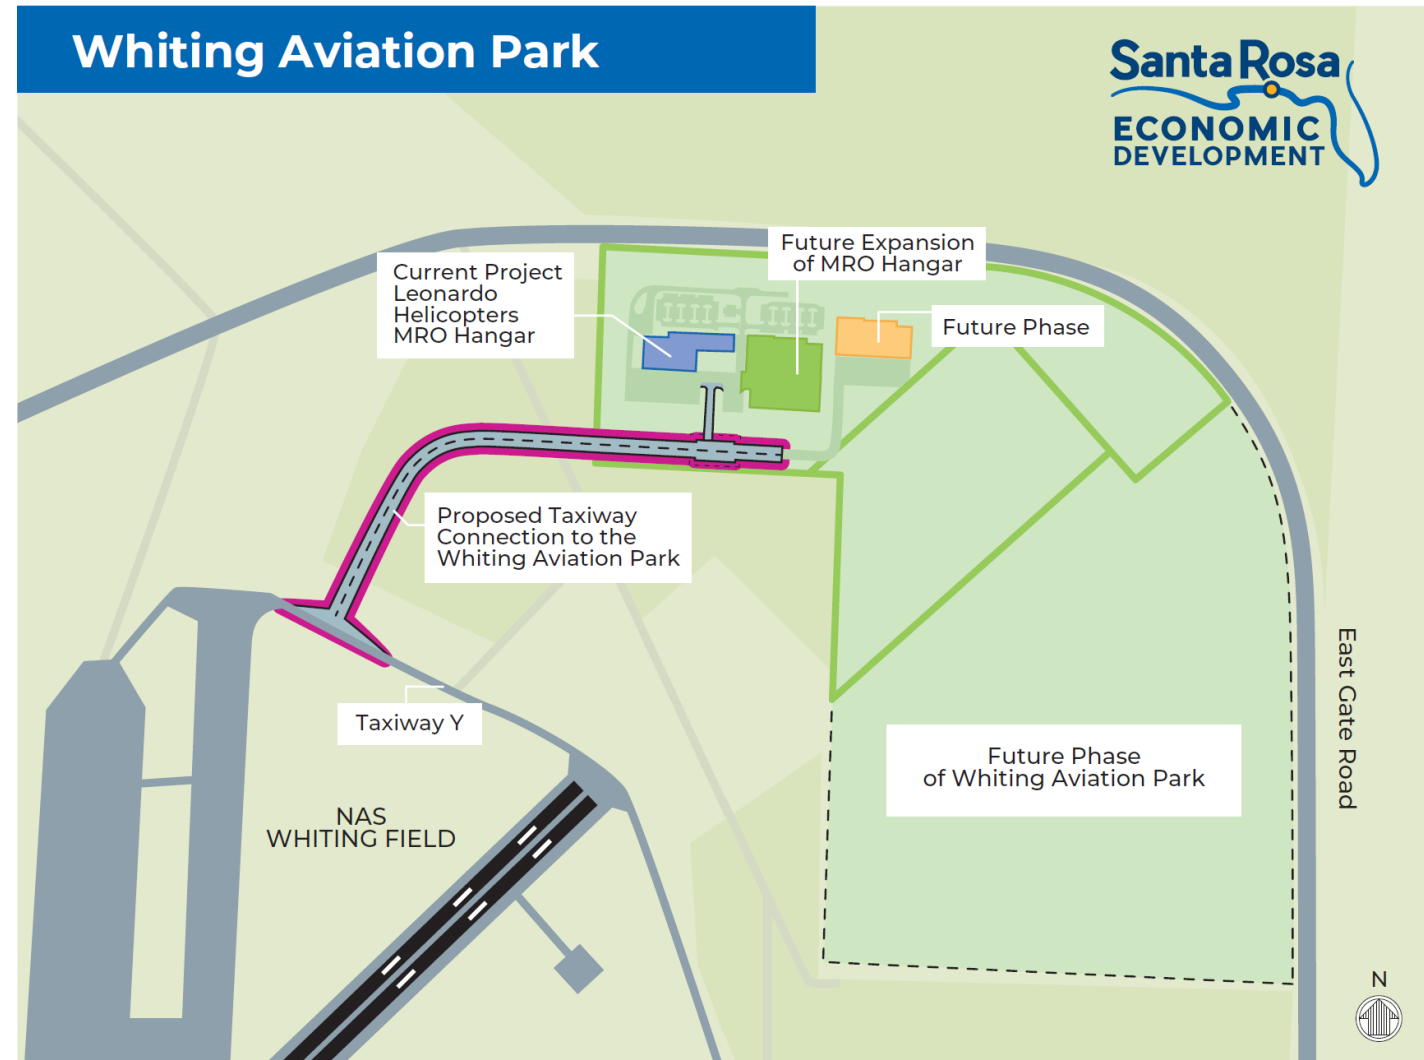 Whiting Aviation Park
Santa Rosa
ECONOMIC
DEVELOPMENT
Future Expansion
of MRO Hangar
Current Project
Leonardo
Helicopters
MRO Hangar
Future Phase
Proposed Taxiway
Connection to the
Whiting Aviation Park
Taxiway Y
East Gate Road
Future Phase
of Whiting Aviation Park
NAS
WHITING FIELD
N